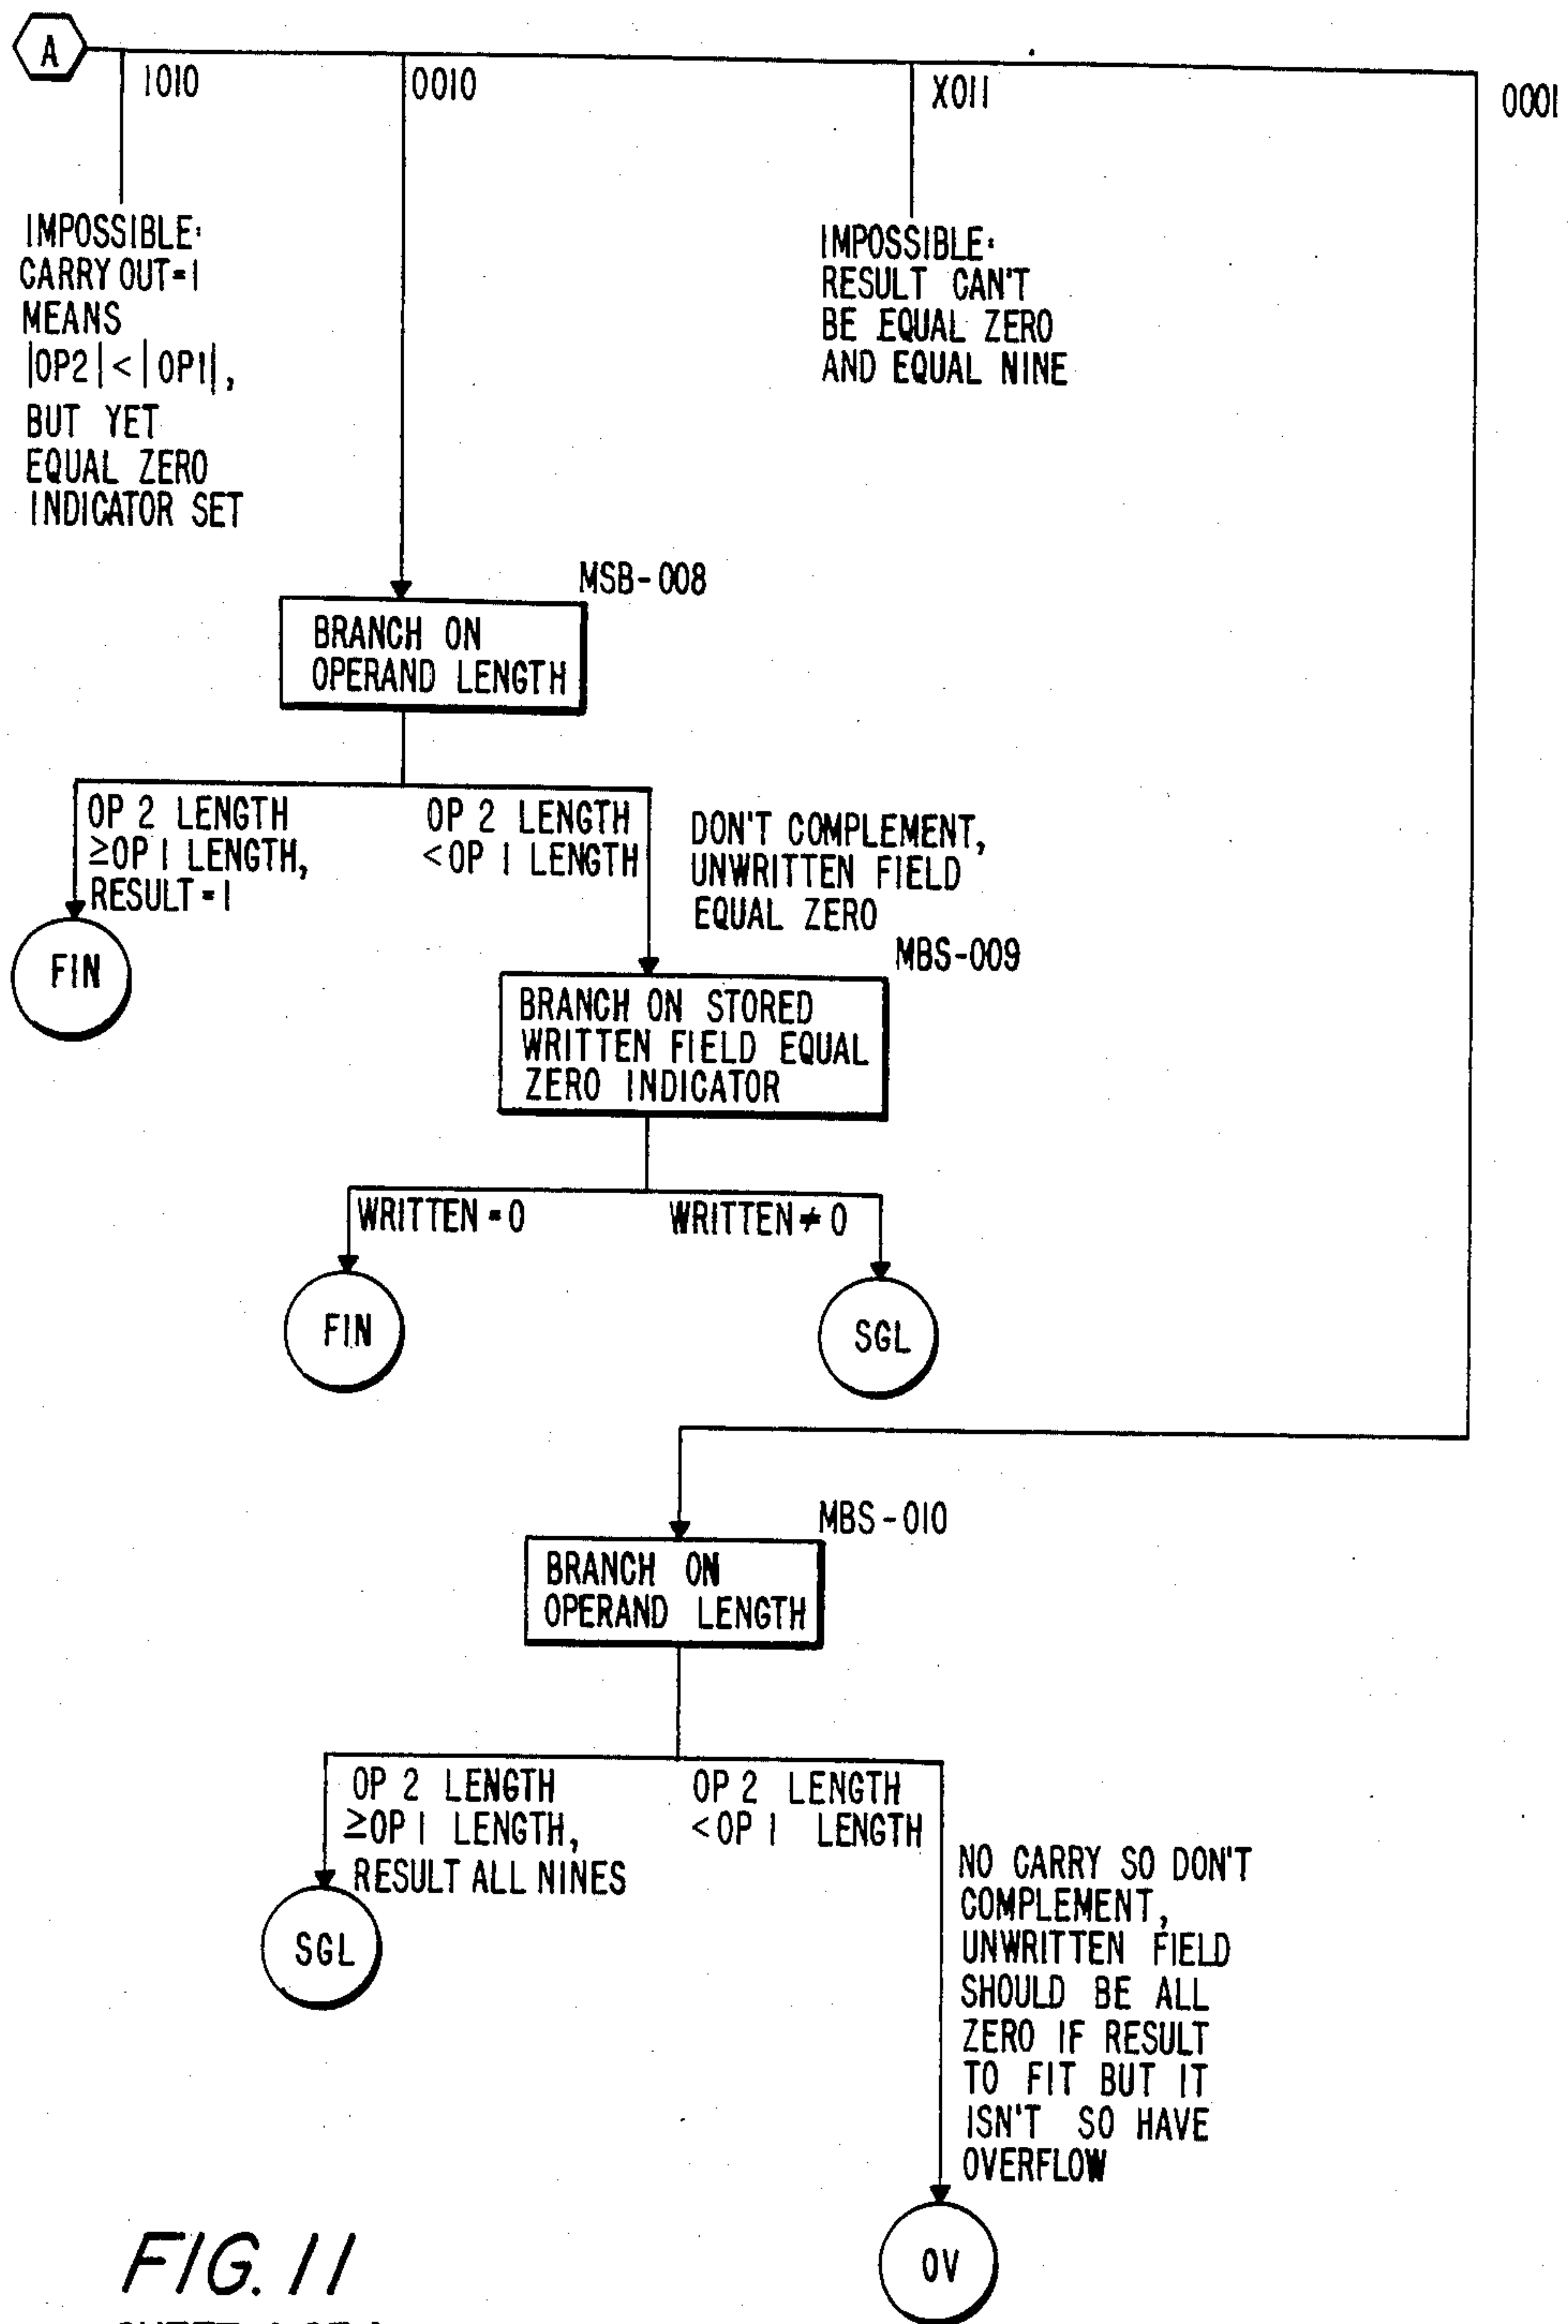 A
1010
0010
X011
0001
IMPOSSIBLE:
CARRY OUT=1
MEANS
|OP2|<|OP1|,
BUT YET
EQUAL ZERO
INDICATOR SET
IMPOSSIBLE:
RESULT CAN'T
BE EQUAL ZERO
AND EQUAL NINE
MSB-008
BRANCH ON
OPERAND LENGTH
OP 2 LENGTH
≥OP 1 LENGTH,
RESULT=1
OP 2 LENGTH
<OP 1 LENGTH
DON'T COMPLEMENT,
UNWRITTEN FIELD
EQUAL ZERO
FIN
MBS-009
BRANCH ON STORED
WRITTEN FIELD EQUAL
ZERO INDICATOR
WRITTEN=0
WRITTEN≠0
FIN
SGL
MBS-010
BRANCH ON
OPERAND LENGTH
OP 2 LENGTH
≥OP 1 LENGTH,
RESULT ALL NINES
OP 2 LENGTH
<OP 1 LENGTH
SGL
NO CARRY SO DON'T
COMPLEMENT,
UNWRITTEN FIELD
SHOULD BE ALL
ZERO IF RESULT
TO FIT BUT IT
ISN'T SO HAVE
OVERFLOW
OV
FIG. 11